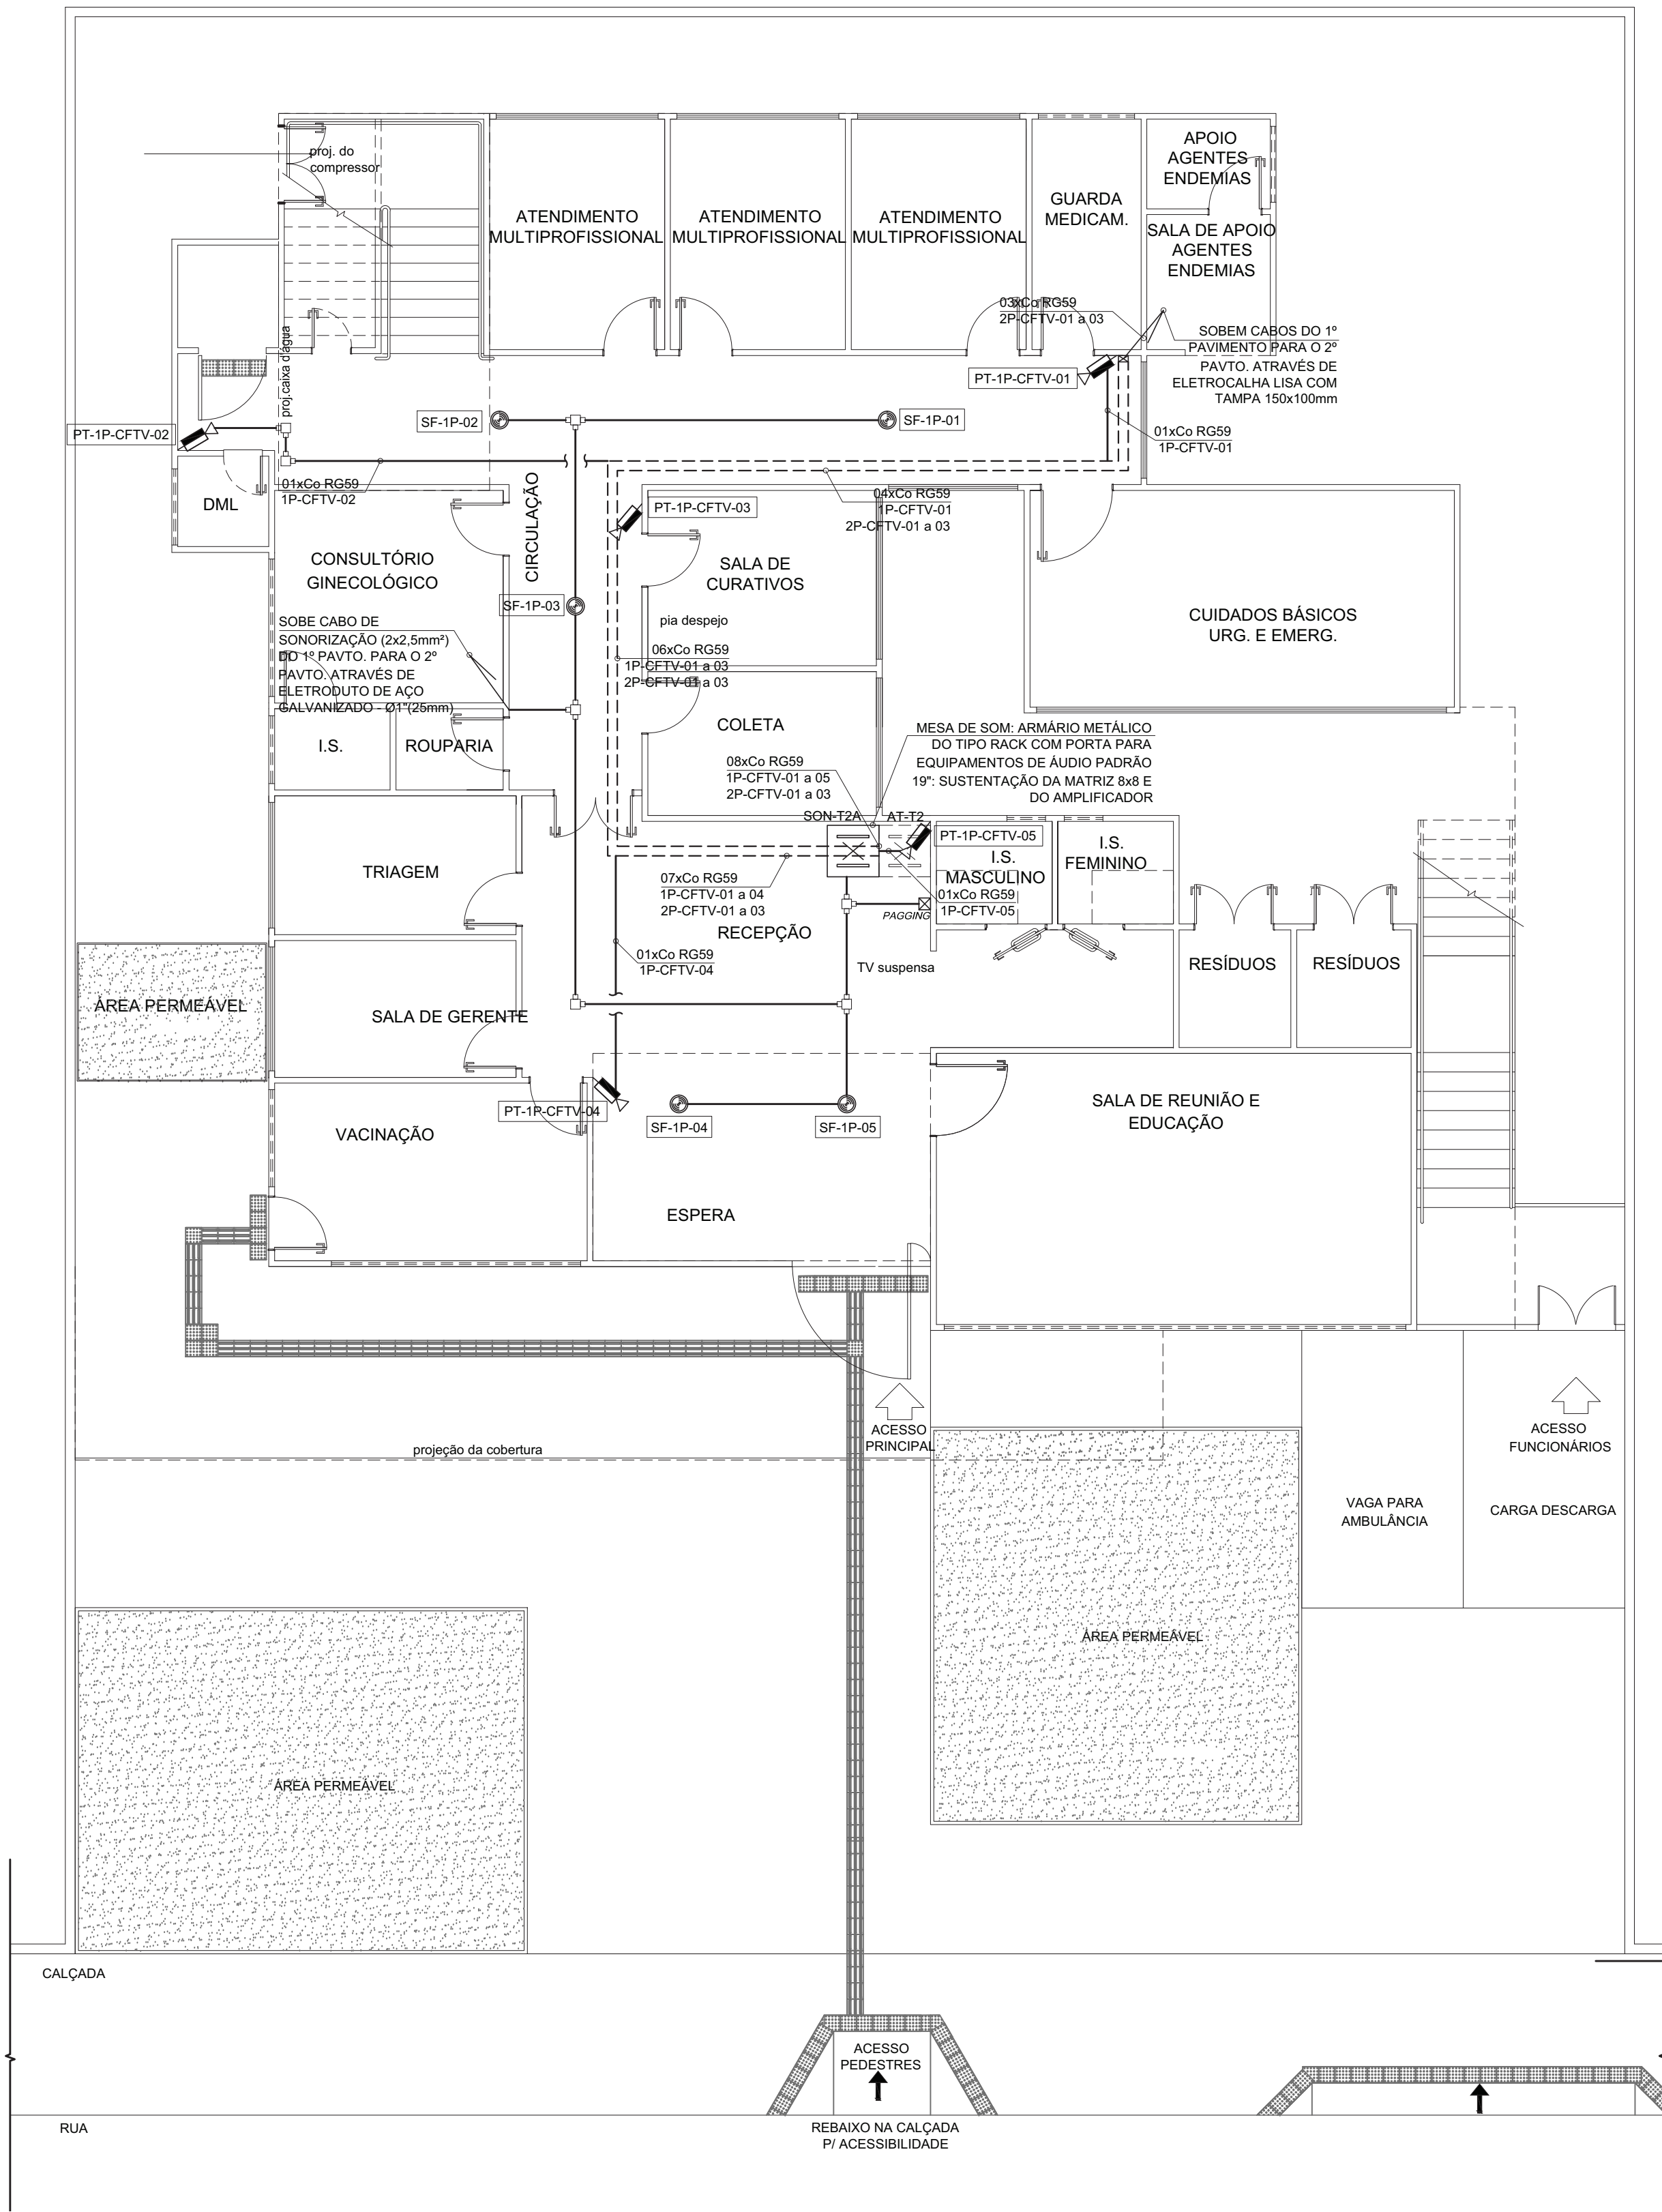 proj. do
compressor
ATENDIMENTO
MULTIPROFISSIONAL
ATENDIMENTO
MULTIPROFISSIONAL
ATENDIMENTO
MULTIPROFISSIONAL
GUARDA
MEDICAM.
APOIO
AGENTES
ENDEMIAS
SALA DE APOIO
AGENTES
ENDEMIAS
03xCo RG59
2P-CFTV-01 a 03
SOBEM CABOS DO 1º
PAVIMENTO PARA O 2º
PAVTO. ATRAVÉS DE
ELETROCALHA LISA COM
TAMPA 150x100mm
proj.caixa d'água
PT-1P-CFTV-01
PT-1P-CFTV-02
SF-1P-02
SF-1P-01
01xCo RG59
1P-CFTV-01
01xCo RG59
1P-CFTV-02
DML
CIRCULAÇÃO
PT-1P-CFTV-03
04xCo RG59
1P-CFTV-01
2P-CFTV-01 a 03
CONSULTÓRIO
GINECOLÓGICO
SALA DE
CURATIVOS
SF-1P-03
pia despejo
CUIDADOS BÁSICOS
URG. E EMERG.
SOBE CABO DE
SONORIZAÇÃO (2x2,5mm²)
DO 1º PAVTO. PARA O 2º
PAVTO. ATRAVÉS DE
ELETRODUTO DE AÇO
GALVANIZADO - Ø1"(25mm)
06xCo RG59
1P-CFTV-01 a 03
2P-CFTV-01 a 03
I.S.
ROUPARIA
COLETA
MESA DE SOM: ARMÁRIO METÁLICO
DO TIPO RACK COM PORTA PARA
EQUIPAMENTOS DE ÁUDIO PADRÃO
19": SUSTENTAÇÃO DA MATRIZ 8x8 E
DO AMPLIFICADOR
08xCo RG59
1P-CFTV-01 a 05
2P-CFTV-01 a 03
SON-T2A
AT-T2
PT-1P-CFTV-05
I.S.
MASCULINO
I.S.
FEMININO
TRIAGEM
07xCo RG59
1P-CFTV-01 a 04
2P-CFTV-01 a 03
01xCo RG59
1P-CFTV-05
PAGGING
RECEPÇÃO
01xCo RG59
1P-CFTV-04
TV suspensa
RESÍDUOS
RESÍDUOS
ÁREA PERMEÁVEL
SALA DE GERENTE
PT-1P-CFTV-04
SF-1P-04
SF-1P-05
SALA DE REUNIÃO E
EDUCAÇÃO
VACINAÇÃO
ESPERA
ACESSO
PRINCIPAL
projeção da cobertura
ACESSO
FUNCIONÁRIOS
VAGA PARA
AMBULÂNCIA
CARGA DESCARGA
ÁREA PERMEÁVEL
ÁREA PERMEÁVEL
CALÇADA
ACESSO
PEDESTRES
RUA
REBAIXO NA CALÇADA
P/ ACESSIBILIDADE